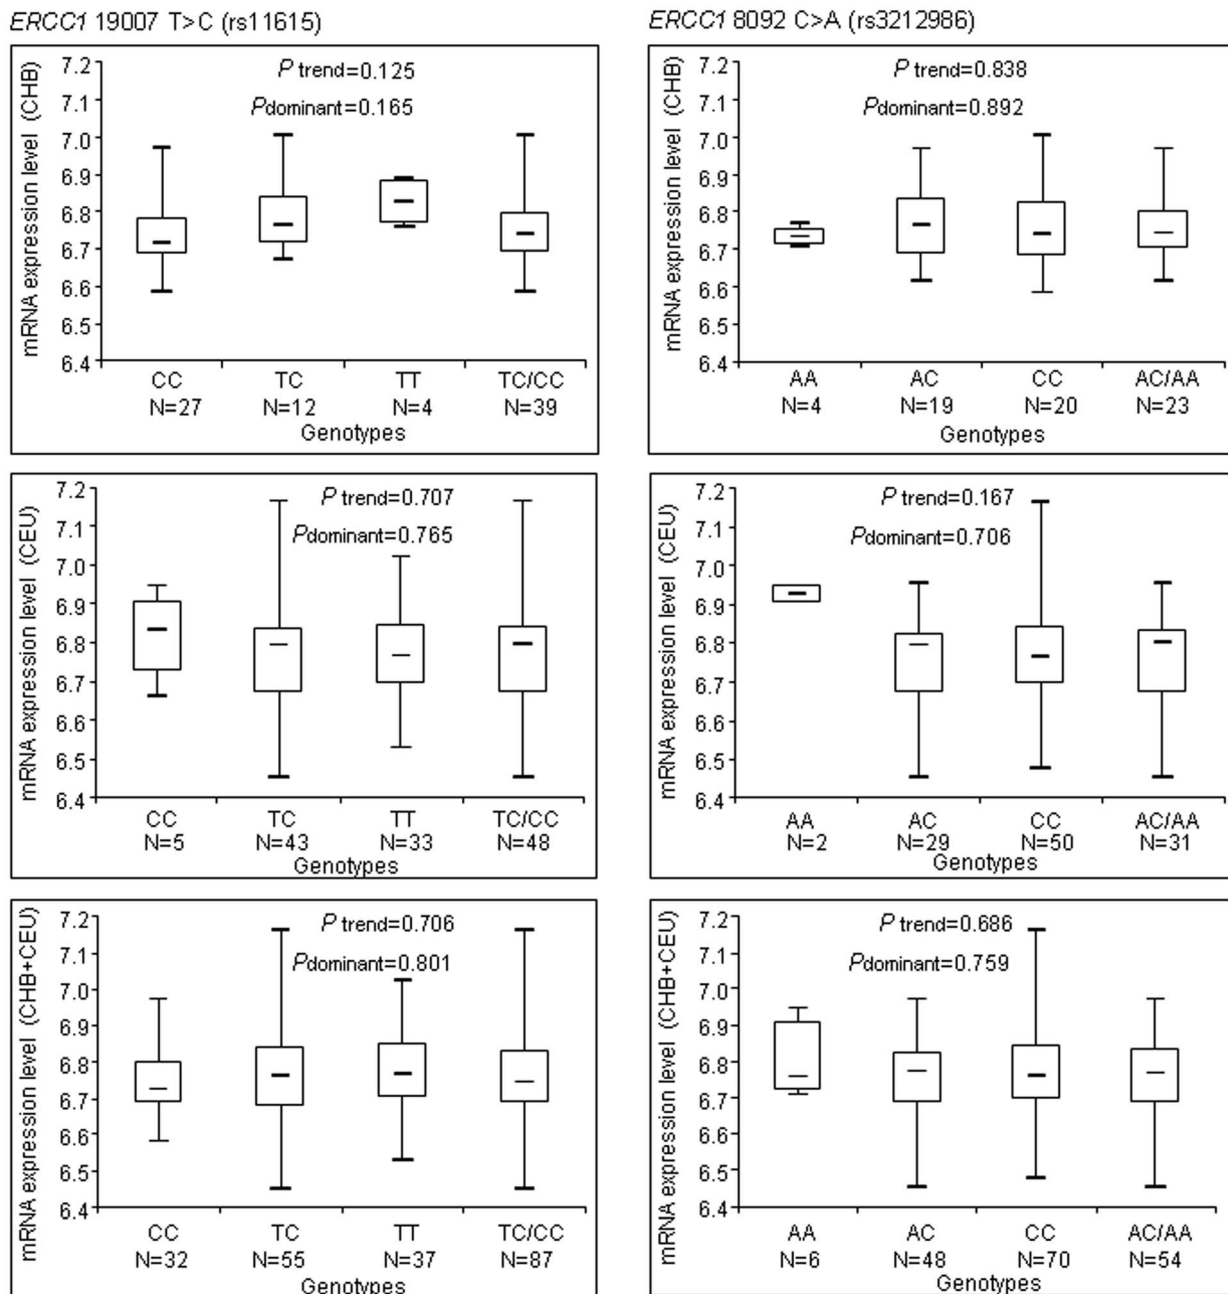 ERCC1 19007 T>C (rs11615)
mRNA expression level (CHB)
7.2
7.1
7.0
6.9
6.8
6.7
6.6
6.5
6.4
P trend=0.125
Pdominant=0.165
CC TC TT TC/CC
N=27 N=12 N=4 N=39
Genotypes
ERCC1 8092 C>A (rs3212986)
mRNA expression level (CHB)
7.2
7.1
7.0
6.9
6.8
6.7
6.6
6.5
6.4
P trend=0.838
Pdominant=0.892
AA AC CC AC/AA
N=4 N=19 N=20 N=23
Genotypes
mRNA expression level (CEU)
7.2
7.1
7.0
6.9
6.8
6.7
6.6
6.5
6.4
P trend=0.707
Pdominant=0.765
CC TC TT TC/CC
N=5 N=43 N=33 N=48
Genotypes
mRNA expression level (CEU)
7.2
7.1
7.0
6.9
6.8
6.7
6.6
6.5
6.4
P trend=0.167
Pdominant=0.706
AA AC CC AC/AA
N=2 N=29 N=50 N=31
Genotypes
mRNA expression level (CHB+CEU)
7.2
7.1
7.0
6.9
6.8
6.7
6.6
6.5
6.4
P trend=0.706
Pdominant=0.801
CC TC TT TC/CC
N=32 N=55 N=37 N=87
Genotypes
mRNA expression level (CHB+CEU)
7.2
7.1
7.0
6.9
6.8
6.7
6.6
6.5
6.4
P trend=0.686
Pdominant=0.759
AA AC CC AC/AA
N=6 N=48 N=70 N=54
Genotypes